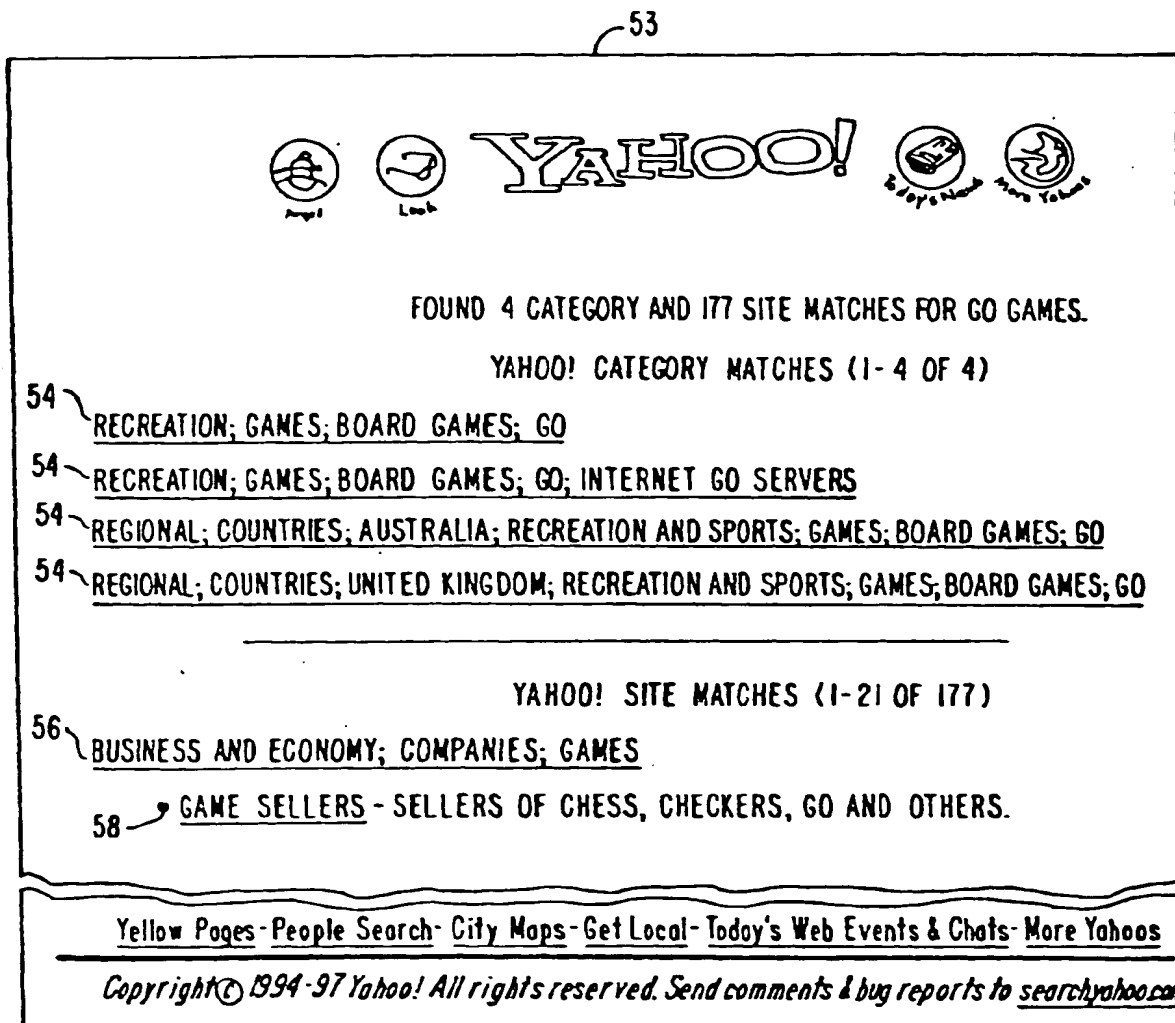 53
YAHOO!
Look
Today's News
More Yahoos
FOUND 4 CATEGORY AND 177 SITE MATCHES FOR GO GAMES.
YAHOO! CATEGORY MATCHES (1-4 OF 4)
54 RECREATION; GAMES; BOARD GAMES; GO
54 RECREATION; GAMES; BOARD GAMES; GO; INTERNET GO SERVERS
54 REGIONAL; COUNTRIES; AUSTRALIA; RECREATION AND SPORTS; GAMES; BOARD GAMES; GO
54 REGIONAL; COUNTRIES; UNITED KINGDOM; RECREATION AND SPORTS; GAMES; BOARD GAMES; GO
YAHOO! SITE MATCHES (1-21 OF 177)
56 BUSINESS AND ECONOMY; COMPANIES; GAMES
58 • GAME SELLERS - SELLERS OF CHESS, CHECKERS, GO AND OTHERS.
Yellow Pages - People Search - City Maps - Get Local - Today's Web Events & Chats - More Yahoos
Copyright © 1994-97 Yahoo! All rights reserved. Send comments & bug reports to